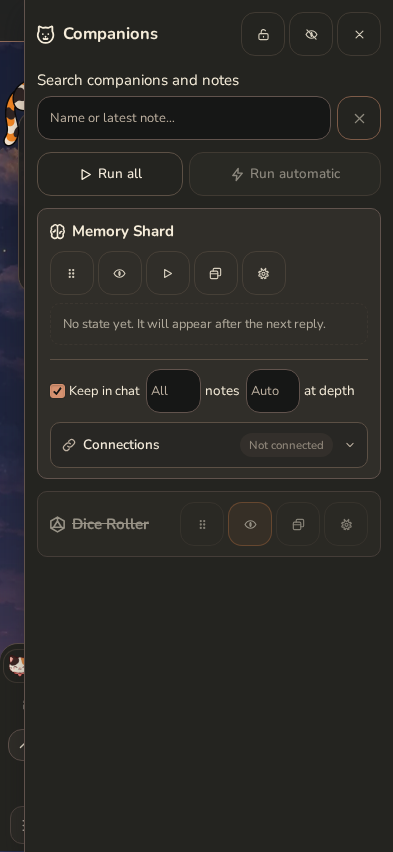 Companions
Search companions and notes
Name or latest note...
Run all
Run automatic
Memory Shard
No state yet. It will appear after the next reply.
Keep in chat All notes Auto at depth
Connections Not connected
Dice Roller